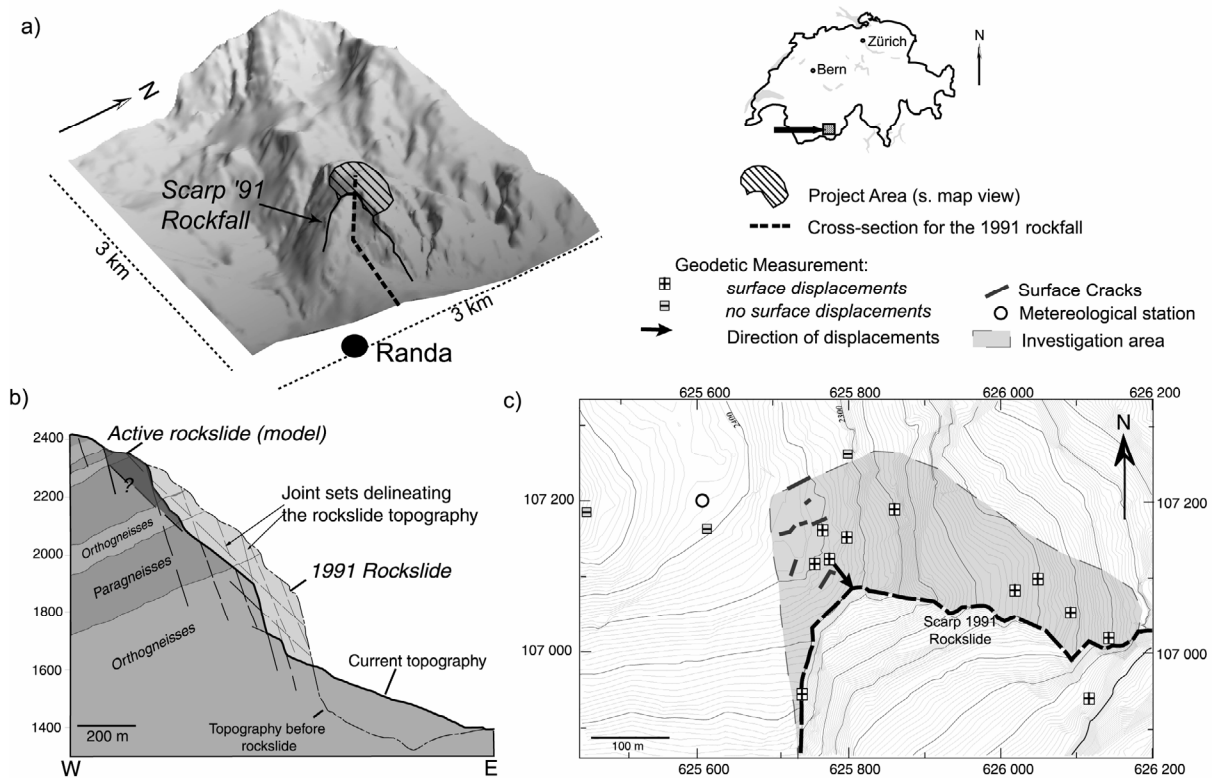 a)
N
Scarp '91
Rockfall
3 km
3 km
Randa
Zürich
Bern
N
Project Area (s. map view)
Cross-section for the 1991 rockfall
Geodetic Measurement:
surface displacements
no surface displacements
Direction of displacements
Surface Cracks
Metereological station
Investigation area
b)
2400
2200
2000
1800
1600
1400
Active rockslide (model)
?
Joint sets delineating
the rockslide topography
Orthogneisses
Paragneisses
1991 Rockslide
Orthogneisses
Current topography
Topography before
rockslide
200 m
W
E
c)
625 600
625 800
626 000
626 200
2400
2300
N
107 200
107 200
Scarp 1991
Rockslide
107 000
107 000
100 m
625 600
625 800
626 000
626 200